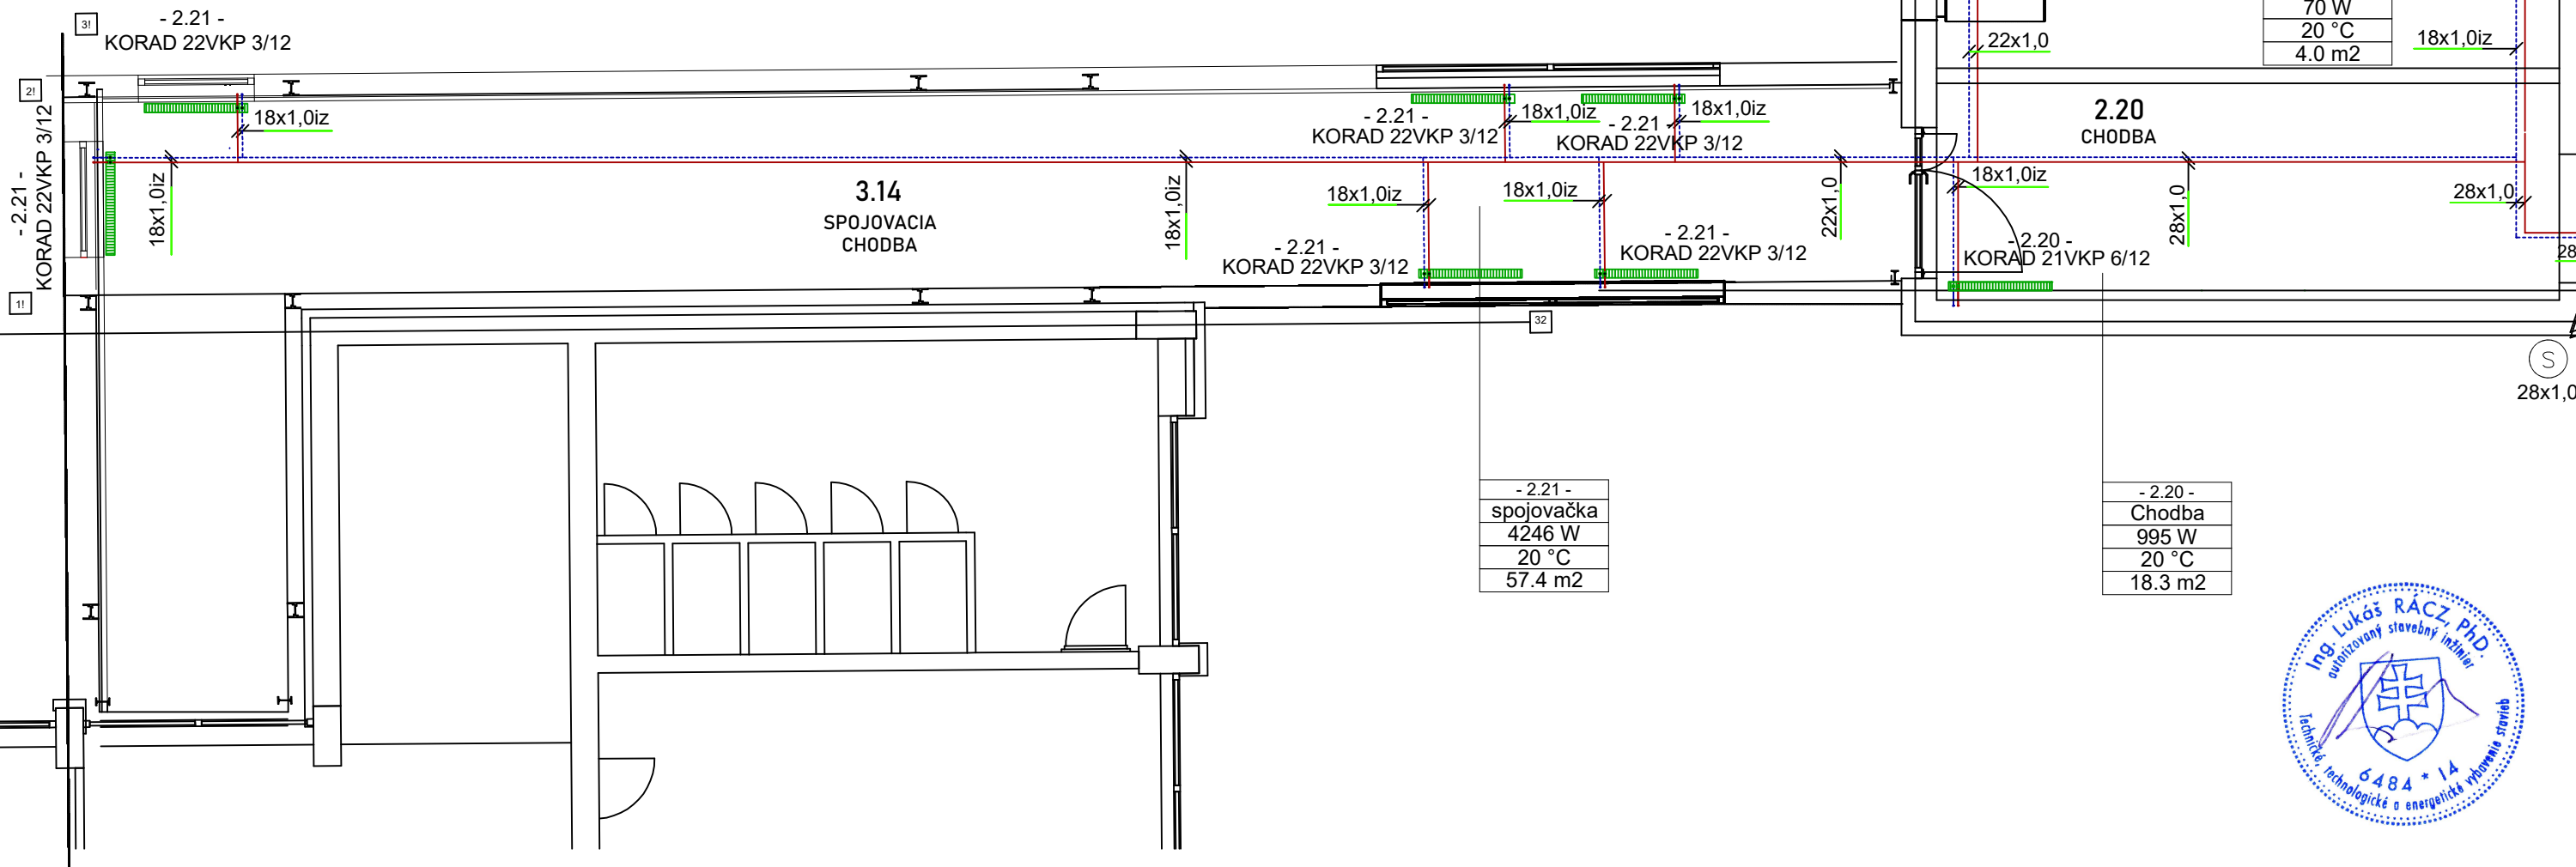 3!
- 2.21 -
KORAD 22VKP 3/12
70 W
20 °C
4.0 m2
22x1,0
18x1,0iz
2!
- 2.21 -
KORAD 22VKP 3/12
18x1,0iz
- 2.21 -
KORAD 22VKP 3/12
18x1,0iz
- 2.21 -
KORAD 22VKP 3/12
18x1,0iz
2.20
CHODBA
18x1,0iz
3.14
SPOJOVACIA
CHODBA
18x1,0iz
18x1,0iz
18x1,0iz
22x1,0
18x1,0iz
28x1,0
28x1,0
- 2.21 -
KORAD 22VKP 3/12
- 2.21 -
KORAD 22VKP 3/12
- 2.20 -
KORAD 21VKP 6/12
28
1!
32
S
28x1,0
- 2.21 -
spojovačka
4246 W
20 °C
57.4 m2
- 2.20 -
Chodba
995 W
20 °C
18.3 m2
Ing. Lukáš RÁCZ, PhD.
autorizovaný stavebný inžinier
6484 * 14
Technické, technologické a energetické vybavenie stavieb